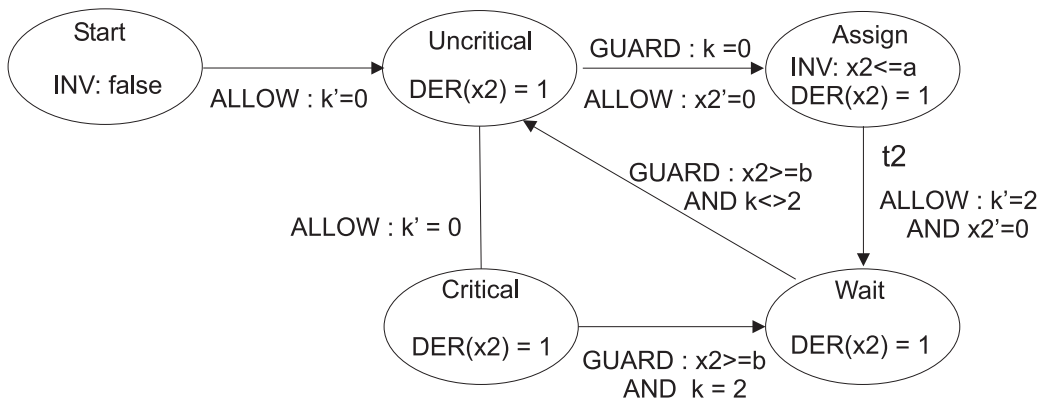 Start
INV: false
ALLOW : k'=0
Uncritical
DER(x2) = 1
GUARD : k =0
ALLOW : x2'=0
Assign
INV: x2<=a
DER(x2) = 1
t2
ALLOW : k'=2
AND x2'=0
GUARD : x2>=b
AND k<>2
ALLOW : k' = 0
Critical
DER(x2) = 1
GUARD : x2>=b
AND k = 2
Wait
DER(x2) = 1